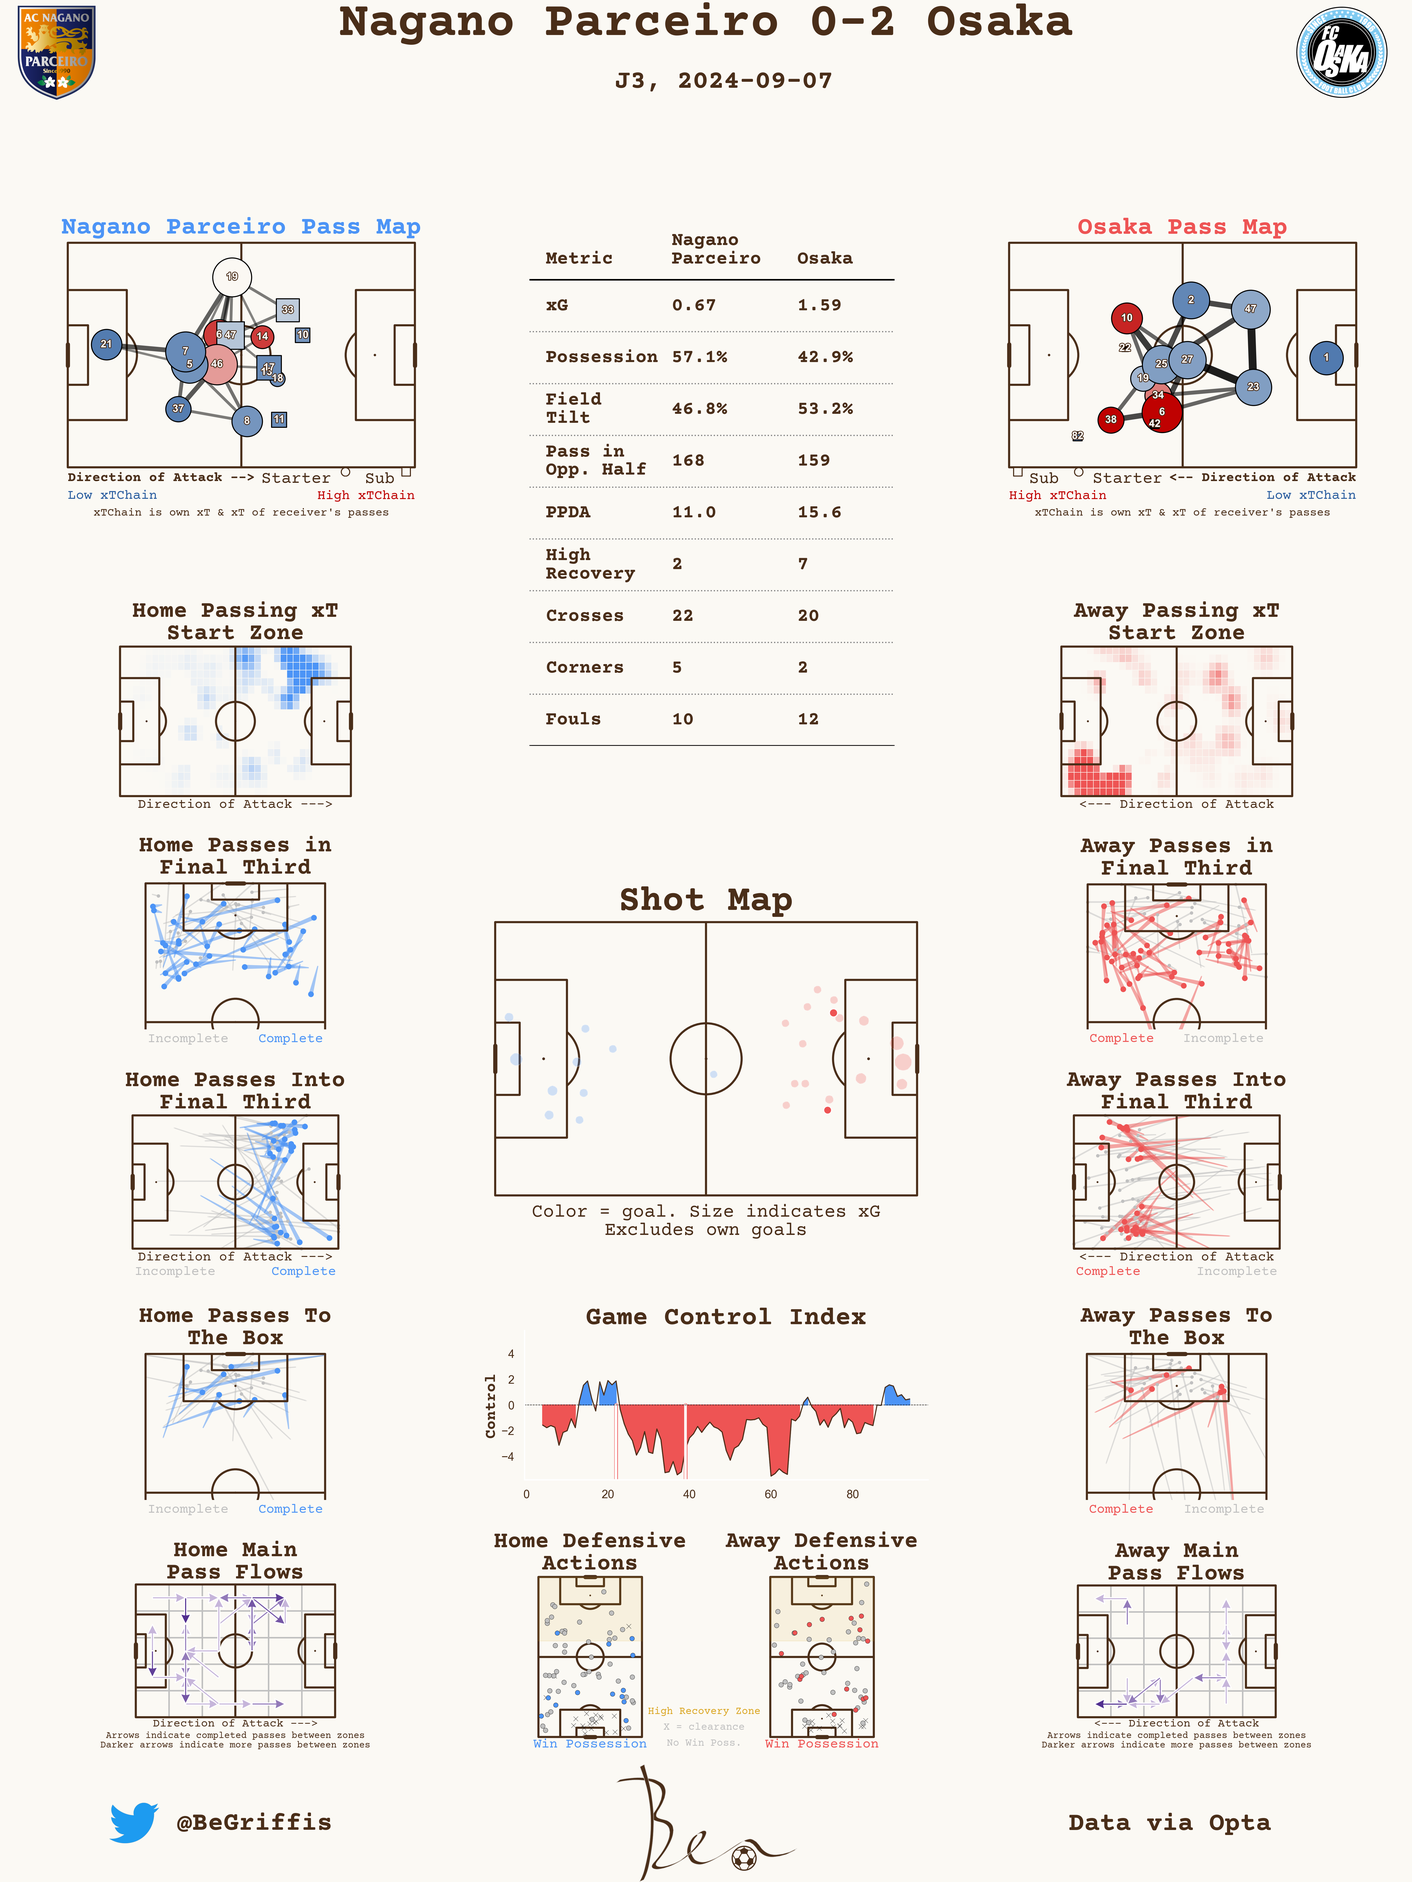 Nagano Parceiro 0-2 Osaka
J3, 2024-09-07
AC NAGANO
PARCEIRO
Since 1990
FC
OSAKA
FOOTBALL CLUB
Nagano Parceiro Pass Map
19
33
6
47
14
10
21
7
5
46
17
18
37
8
11
Direction of Attack --> Starter Sub
Low xTChain High xTChain
xTChain is own xT & xT of receiver's passes
Metric Nagano Parceiro Osaka
xG 0.67 1.59
Possession 57.1% 42.9%
Field Tilt 46.8% 53.2%
Pass in Opp. Half 168 159
PPDA 11.0 15.6
High Recovery 2 7
Crosses 22 20
Corners 5 2
Fouls 10 12
Osaka Pass Map
2
47
10
22
25
27
1
19
23
34
38
6
42
82
Sub Starter <-- Direction of Attack
High xTChain Low xTChain
xTChain is own xT & xT of receiver's passes
Home Passing xT
Start Zone
Direction of Attack --->
Away Passing xT
Start Zone
<--- Direction of Attack
Home Passes in
Final Third
Incomplete Complete
Away Passes in
Final Third
Complete Incomplete
Shot Map
Color = goal. Size indicates xG
Excludes own goals
Home Passes Into
Final Third
Direction of Attack --->
Incomplete Complete
Away Passes Into
Final Third
<--- Direction of Attack
Complete Incomplete
Home Passes To
The Box
Incomplete Complete
Game Control Index
Control
4
2
0
−2
−4
0 20 40 60 80
Away Passes To
The Box
Complete Incomplete
Home Main
Pass Flows
Direction of Attack --->
Arrows indicate completed passes between zones
Darker arrows indicate more passes between zones
Home Defensive
Actions
Win Possession
Away Defensive
Actions
Win Possession
High Recovery Zone
X = clearance
No Win Poss.
Away Main
Pass Flows
<--- Direction of Attack
Arrows indicate completed passes between zones
Darker arrows indicate more passes between zones
@BeGriffis
Ben
Data via Opta